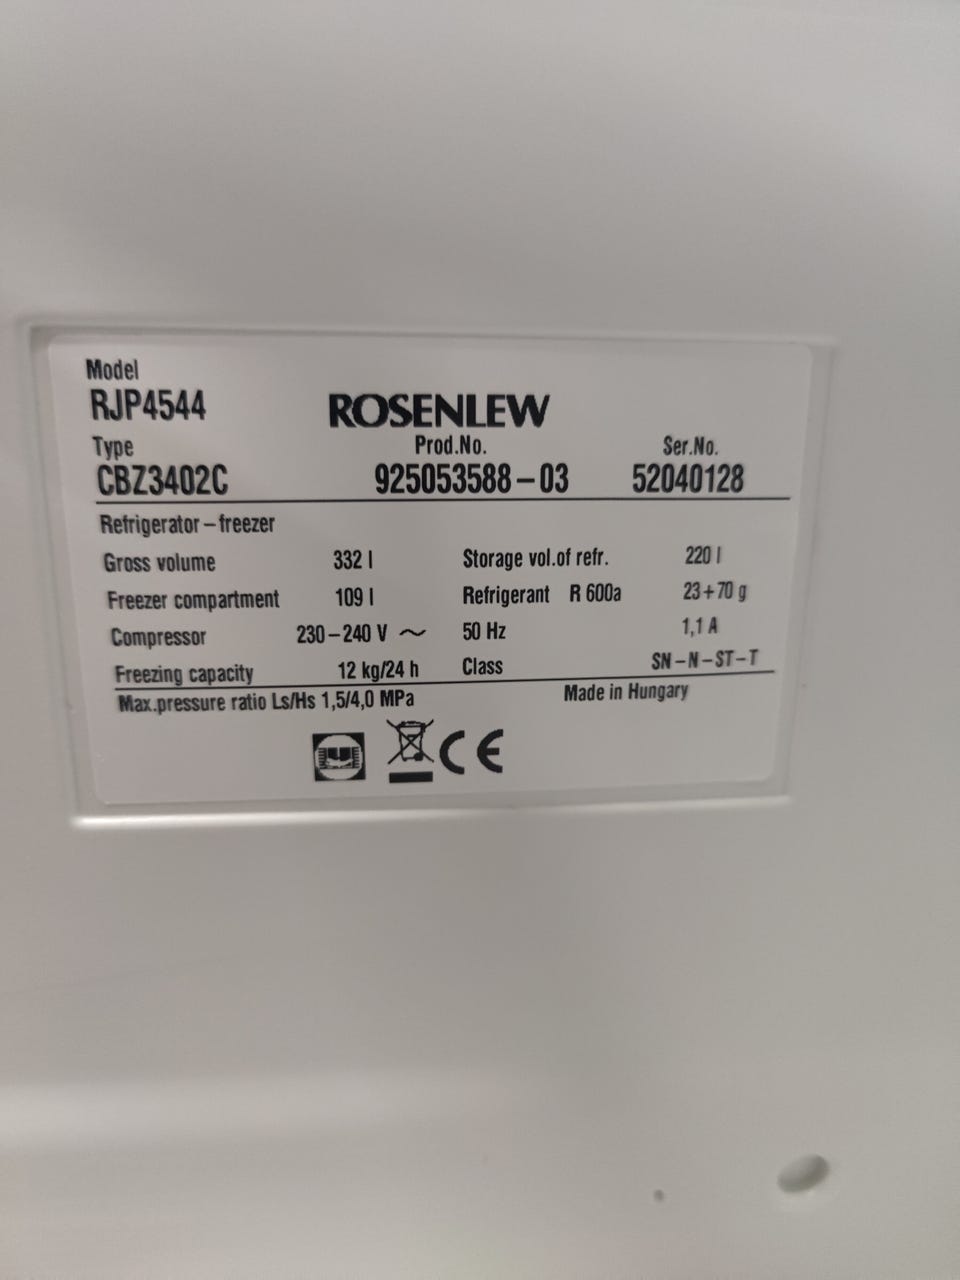 Model
RJP4544
ROSENLEW
Type
Prod.No.
Ser.No.
CBZ3402C
925053588-03
52040128
Refrigerator-freezer
Gross volume 332 l Storage vol.of refr. 220 l
Freezer compartment 109 l Refrigerant R 600a 23+70 g
Compressor 230-240 V ~ 50 Hz 1,1 A
Freezing capacity 12 kg/24 h Class SN-N-ST-T
Max.pressure ratio Ls/Hs 1,5/4,0 MPa Made in Hungary
CE